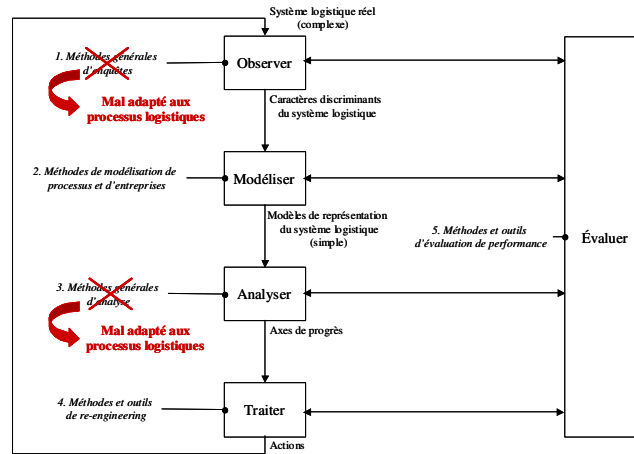 Système logistique réel
(complexe)
1. Méthodes générales
d'enquêtes
Observer
Mal adapté aux
processus logistiques
Caractères discriminants
du système logistique
2. Méthodes de modélisation de
processus et d'entreprises
Modéliser
Modèles de représentation
du système logistique
(simple)
5. Méthodes et outils
d'évaluation de performance
Évaluer
3. Méthodes générales
d'analyse
Analyser
Mal adapté aux
processus logistiques
Axes de progrès
4. Méthodes et outils
de re-engineering
Traiter
Actions